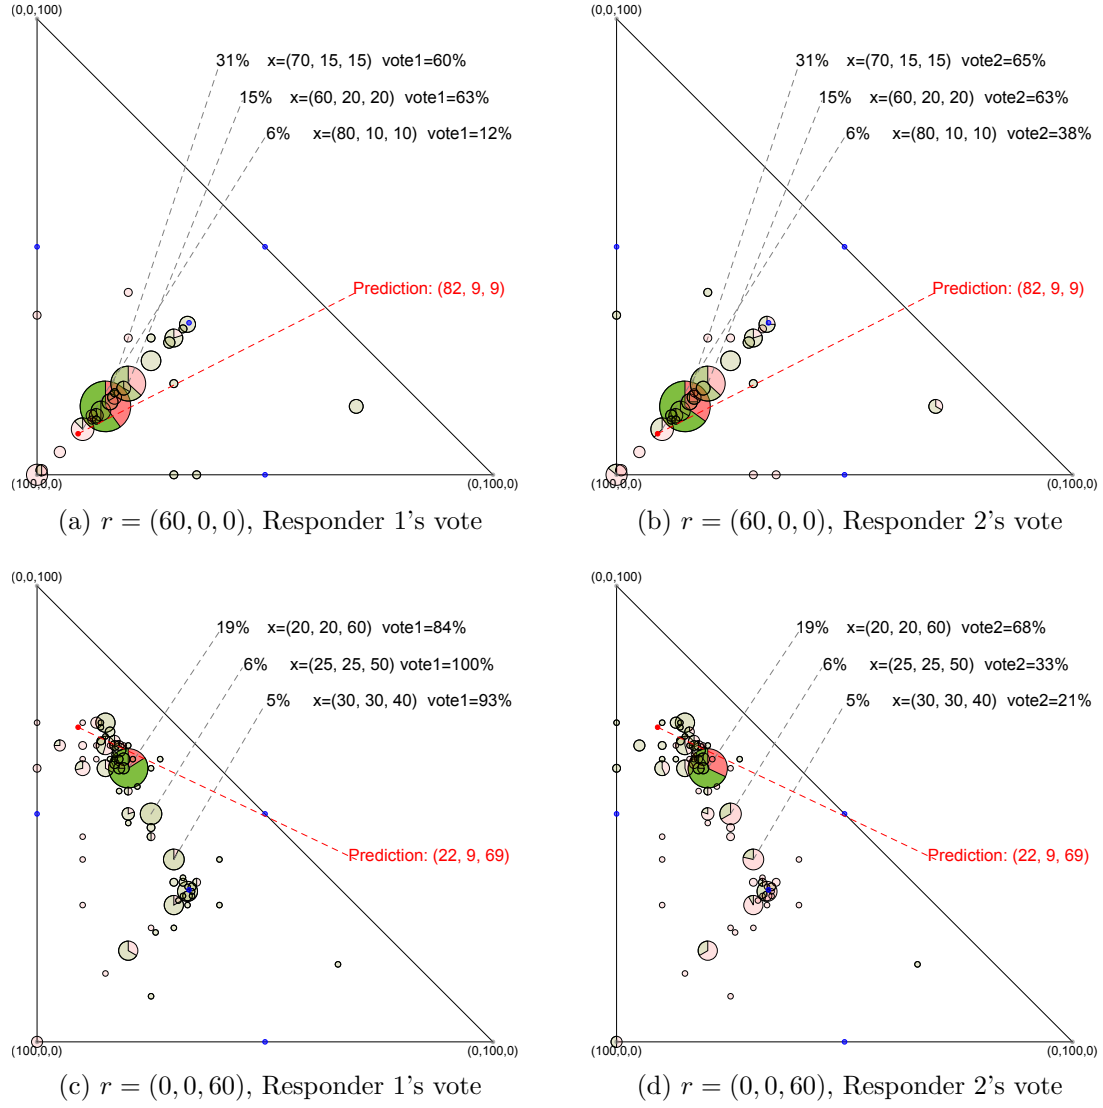 (0,0,100)
31% x=(70, 15, 15) vote1=60%
15% x=(60, 20, 20) vote1=63%
6% x=(80, 10, 10) vote1=12%
Prediction: (82, 9, 9)
(100,0,0)
(0,100,0)
(a) r = (60, 0, 0), Responder 1's vote
(0,0,100)
31% x=(70, 15, 15) vote2=65%
15% x=(60, 20, 20) vote2=63%
6% x=(80, 10, 10) vote2=38%
Prediction: (82, 9, 9)
(100,0,0)
(0,100,0)
(b) r = (60, 0, 0), Responder 2's vote
(0,0,100)
19% x=(20, 20, 60) vote1=84%
6% x=(25, 25, 50) vote1=100%
5% x=(30, 30, 40) vote1=93%
Prediction: (22, 9, 69)
(100,0,0)
(0,100,0)
(c) r = (0, 0, 60), Responder 1's vote
(0,0,100)
19% x=(20, 20, 60) vote2=68%
6% x=(25, 25, 50) vote2=33%
5% x=(30, 30, 40) vote2=21%
Prediction: (22, 9, 69)
(100,0,0)
(0,100,0)
(d) r = (0, 0, 60), Responder 2's vote